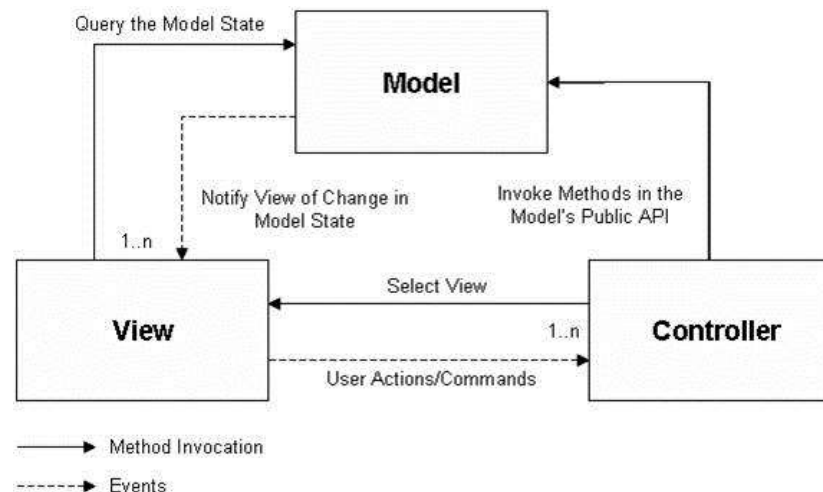 Query the Model State
Model
Notify View of Change in
Model State
Invoke Methods in the
Model's Public API
1..n
Select View
View
1..n
Controller
User Actions/Commands
Method Invocation
Events